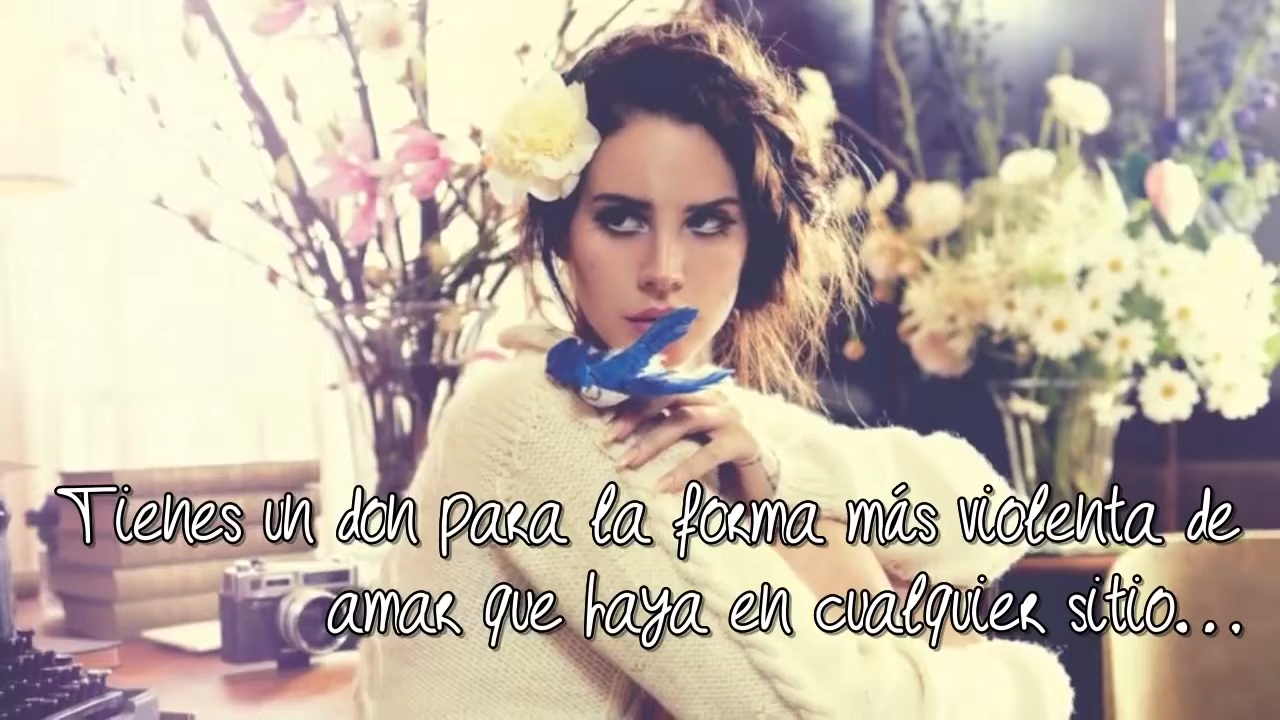 Tienes un don para la forma más violenta de
amar que haya en cualquier sitio...